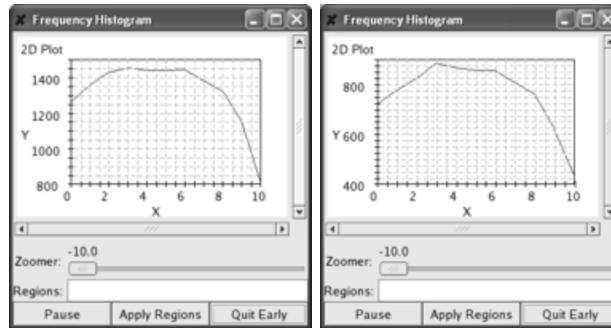 Frequency Histogram
2D Plot
1400
1200
Y
1000
800
0 2 4 6 8 10
X
-10.0
Zoomer:
Regions:
Pause Apply Regions Quit Early
Frequency Histogram
2D Plot
800
Y 600
400
0 2 4 6 8 10
X
-10.0
Zoomer:
Regions:
Pause Apply Regions Quit Early